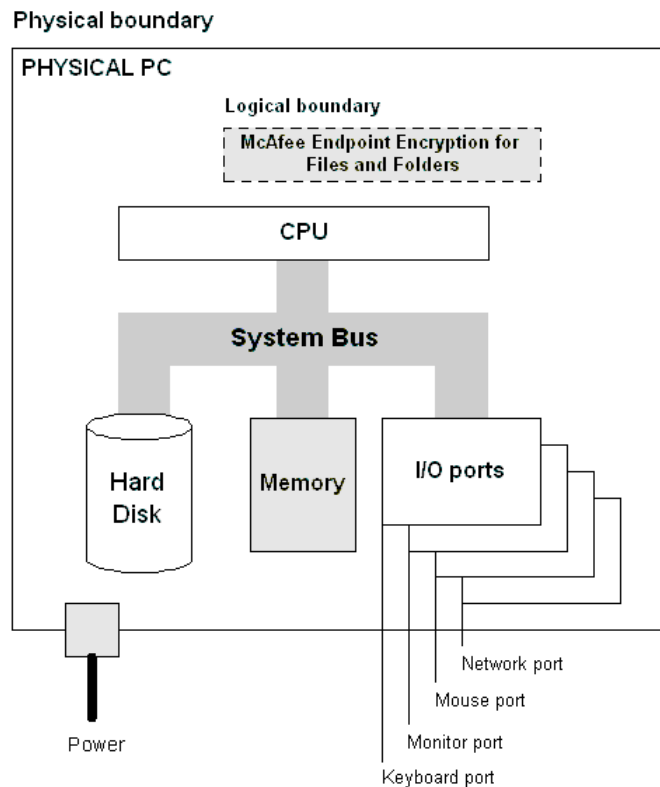 Physical boundary
PHYSICAL PC
Logical boundary
McAfee Endpoint Encryption for
Files and Folders
CPU
System Bus
Hard
Disk
Memory
I/O ports
Network port
Mouse port
Power
Monitor port
Keyboard port